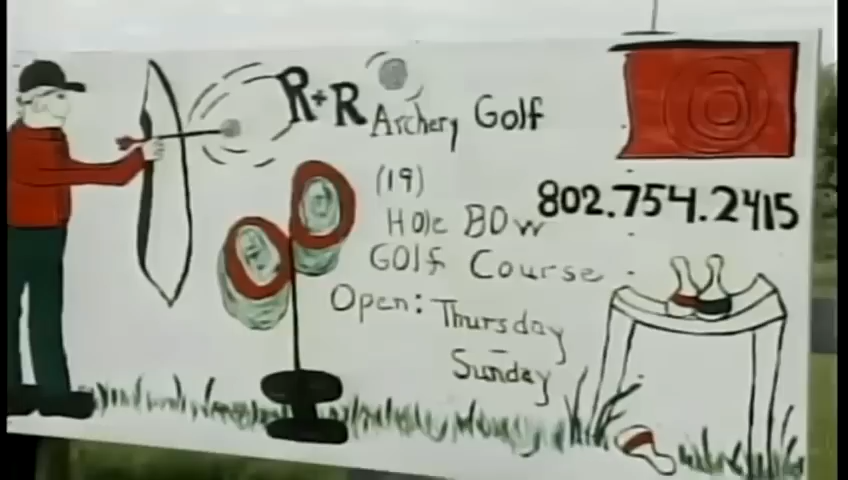 R+R Archery Golf
(19)
Hole BOW
GOlf Course
Open: Thursday
-
Sunday
802.754.2415